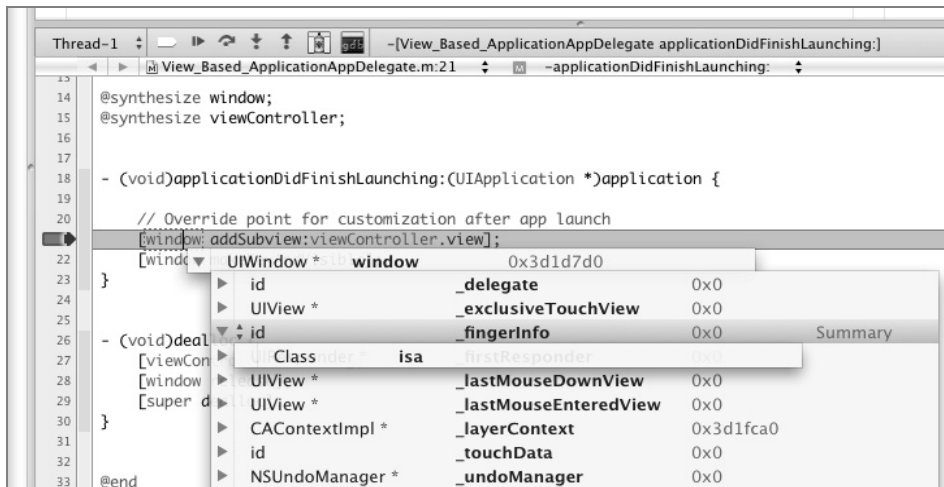 Thread-1 gdb -[View_Based_ApplicationAppDelegate applicationDidFinishLaunching:]
M View_Based_ApplicationAppDelegate.m:21 M -applicationDidFinishLaunching:
13
14 @synthesize window;
15 @synthesize viewController;
16
17
18 - (void)applicationDidFinishLaunching:(UIApplication *)application {
19
20 // Override point for customization after app launch
[window addSubview:viewController.view];
22 [windo
UIWindow * window 0x3d1d7d0
23 }
id _delegate 0x0
24
UIView * _exclusiveTouchView 0x0
25
id _fingerInfo 0x0 Summary
26 - (void)deal
Class isa _firstResponder 0x0
27 [viewCon
28 [window
UIView * _lastMouseDownView 0x0
29 [super d
UIView * _lastMouseEnteredView 0x0
30 }
CAContextImpl * _layerContext 0x3d1fca0
31
id _touchData 0x0
32
NSUndoManager * _undoManager 0x0
33 @end